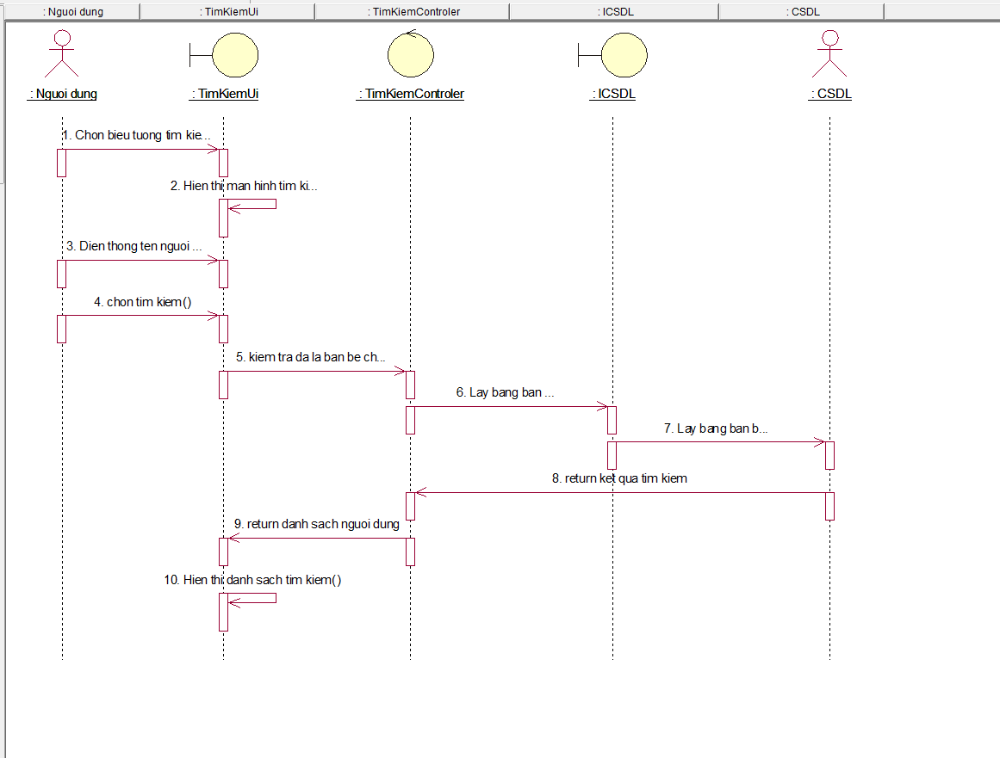 : Nguoi dung
: TimKiemUi
: TimKiemControler
: ICSDL
: CSDL
: Nguoi dung
: TimKiemUi
: TimKiemControler
: ICSDL
: CSDL
1. Chon bieu tuong tim kie...
2. Hien thi man hinh tim ki...
3. Dien thong ten nguoi ...
4. chon tim kiem()
5. kiem tra da la ban be ch...
6. Lay bang ban ...
7. Lay bang ban b...
8. return ket qua tim kiem
9. return danh sach nguoi dung
10. Hien thi danh sach tim kiem()